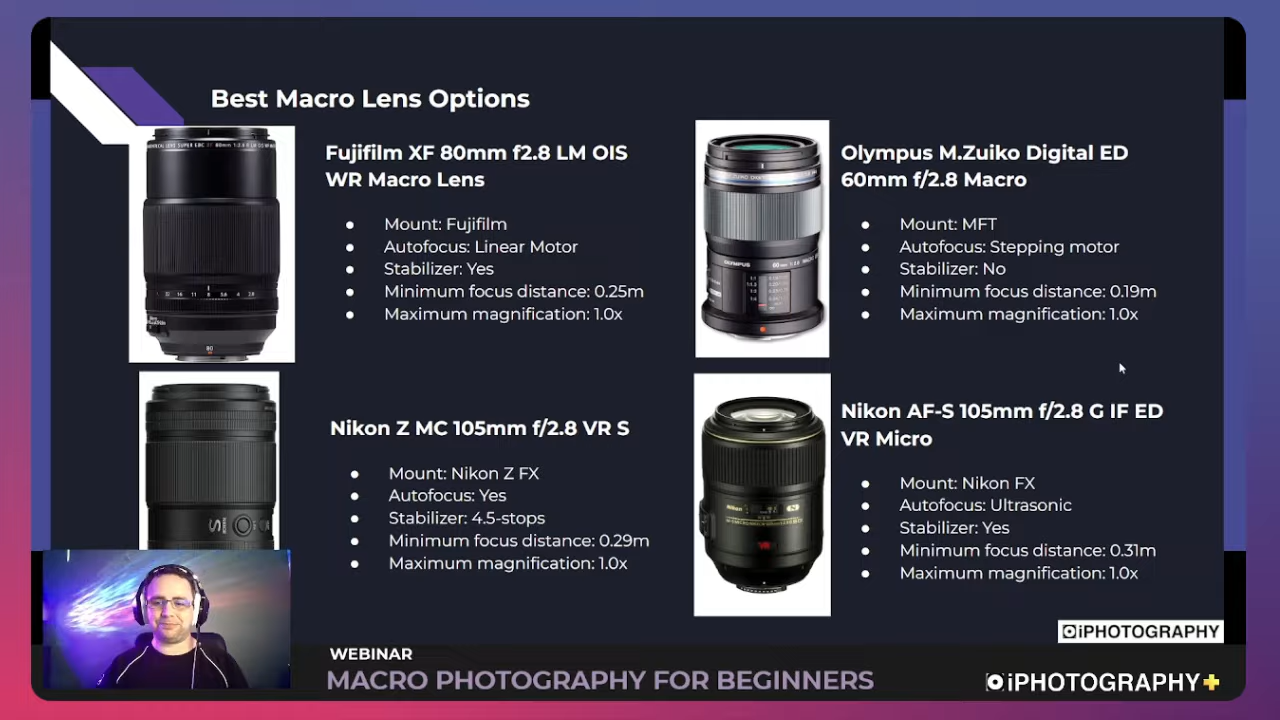 Best Macro Lens Options
Fujifilm XF 80mm f2.8 LM OIS
WR Macro Lens
● Mount: Fujifilm
● Autofocus: Linear Motor
● Stabilizer: Yes
● Minimum focus distance: 0.25m
● Maximum magnification: 1.0x
Olympus M.Zuiko Digital ED
60mm f/2.8 Macro
● Mount: MFT
● Autofocus: Stepping motor
● Stabilizer: No
● Minimum focus distance: 0.19m
● Maximum magnification: 1.0x
OLYMPUS
Nikon Z MC 105mm f/2.8 VR S
● Mount: Nikon Z FX
● Autofocus: Yes
● Stabilizer: 4.5-stops
● Minimum focus distance: 0.29m
● Maximum magnification: 1.0x
Nikon AF-S 105mm f/2.8 G IF ED
VR Micro
● Mount: Nikon FX
● Autofocus: Ultrasonic
● Stabilizer: Yes
● Minimum focus distance: 0.31m
● Maximum magnification: 1.0x
Nikon
VR
iPHOTOGRAPHY
WEBINAR
MACRO PHOTOGRAPHY FOR BEGINNERS
iPHOTOGRAPHY+